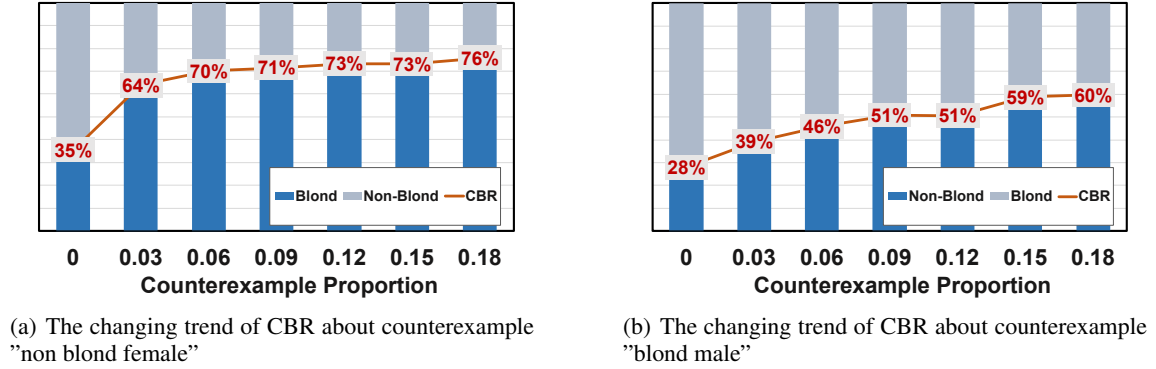 35%
64%
70%
71%
73%
73%
76%
Blond
Non-Blond
CBR
0 0.03 0.06 0.09 0.12 0.15 0.18
Counterexample Proportion
(a) The changing trend of CBR about counterexample
”non blond female”
28%
39%
46%
51%
51%
59%
60%
Non-Blond
Blond
CBR
0 0.03 0.06 0.09 0.12 0.15 0.18
Counterexample Proportion
(b) The changing trend of CBR about counterexample
”blond male”